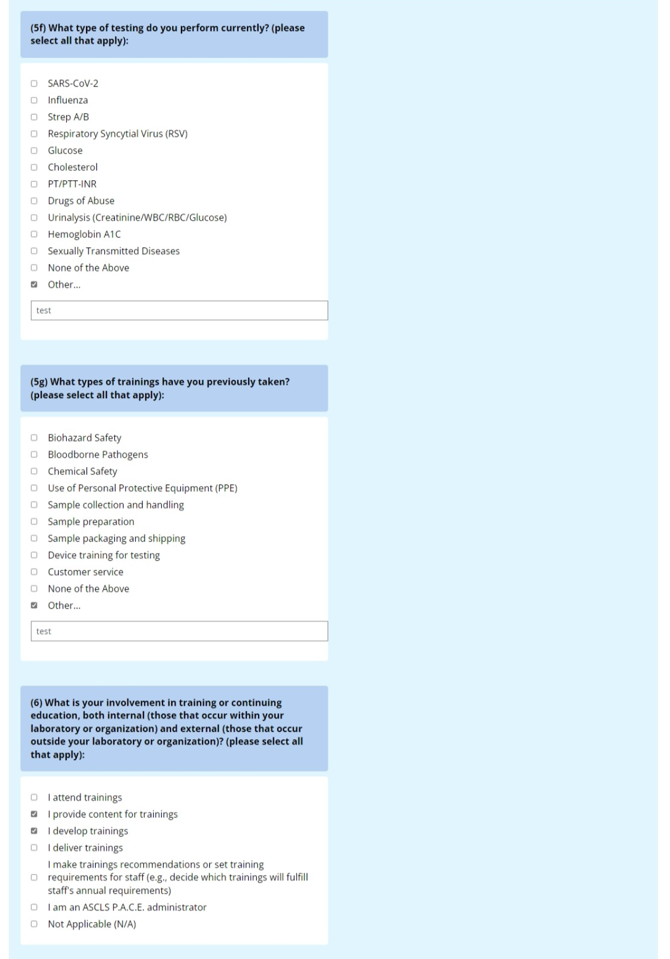 (5f) What type of testing do you perform currently? (please
select all that apply):
SARS-CoV-2
Influenza
Strep A/B
Respiratory Syncytial Virus (RSV)
Glucose
Cholesterol
PT/PTT-INR
Drugs of Abuse
Urinalysis (Creatinine/WBC/RBC/Glucose)
Hemoglobin A1C
Sexually Transmitted Diseases
None of the Above
Other...
test
(5g) What types of trainings have you previously taken?
(please select all that apply):
Biohazard Safety
Bloodborne Pathogens
Chemical Safety
Use of Personal Protective Equipment (PPE)
Sample collection and handling
Sample preparation
Sample packaging and shipping
Device training for testing
Customer service
None of the Above
Other...
test
(6) What is your involvement in training or continuing
education, both internal (those that occur within your
laboratory or organization) and external (those that occur
outside your laboratory or organization)? (please select all
that apply):
I attend trainings
I provide content for trainings
I develop trainings
I deliver trainings
I make trainings recommendations or set training
requirements for staff (e.g., decide which trainings will fulfill
staff's annual requirements)
I am an ASCLS P.A.C.E. administrator
Not Applicable (N/A)